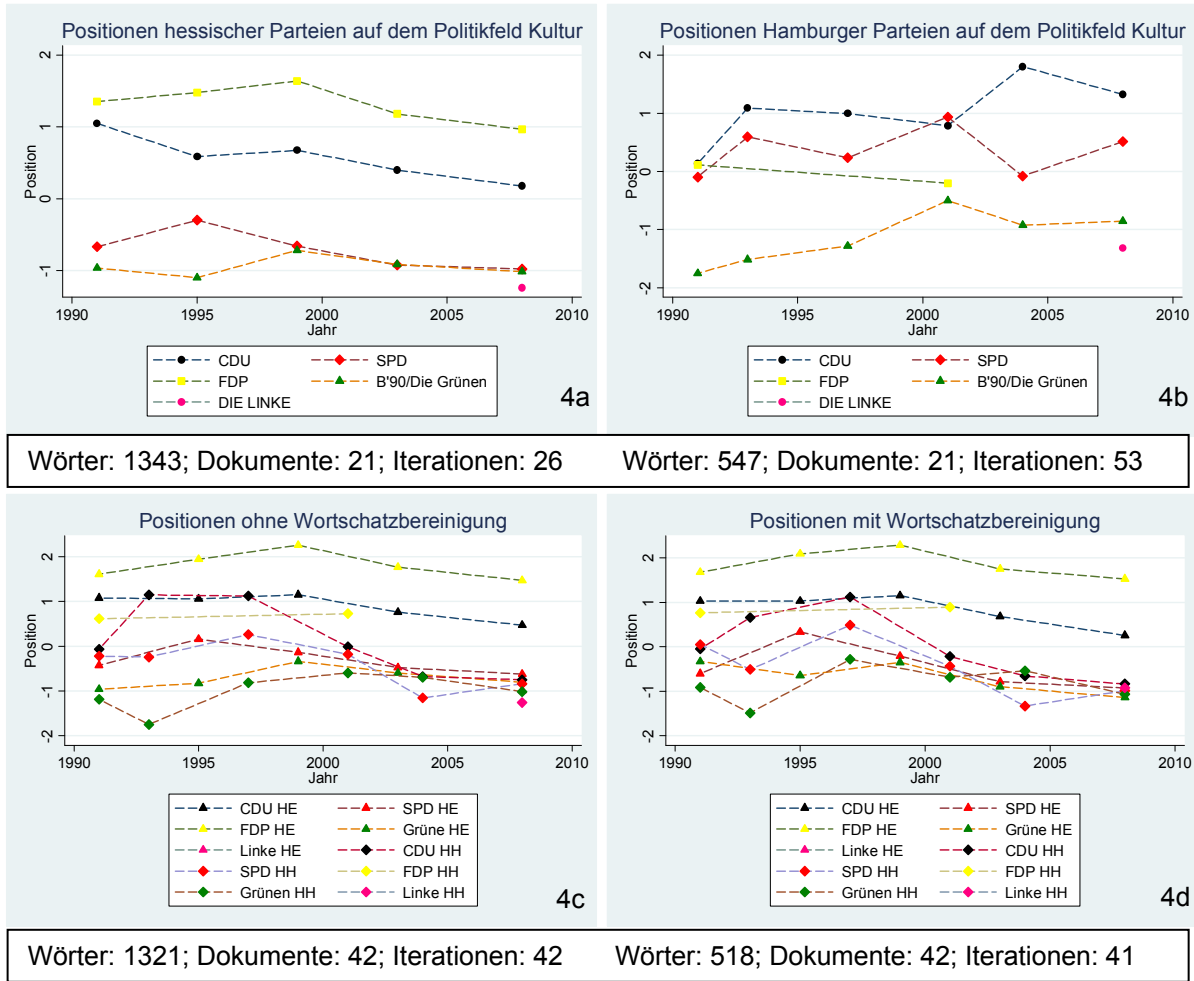 Positionen hessischer Parteien auf dem Politikfeld Kultur
Position
2
1
0
-1
1990 1995 2000 2005 2010
Jahr
CDU SPD
FDP B'90/Die Grünen
DIE LINKE
4a
Positionen Hamburger Parteien auf dem Politikfeld Kultur
Position
2
1
0
-1
-2
1990 1995 2000 2005 2010
Jahr
CDU SPD
FDP B'90/Die Grünen
DIE LINKE
4b
Wörter: 1343; Dokumente: 21; Iterationen: 26 Wörter: 547; Dokumente: 21; Iterationen: 53
Positionen ohne Wortschatzbereinigung
Position
2
1
0
-1
-2
1990 1995 2000 2005 2010
Jahr
CDU HE SPD HE
FDP HE Grüne HE
Linke HE CDU HH
SPD HH FDP HH
Grünen HH Linke HH
4c
Positionen mit Wortschatzbereinigung
Position
2
1
0
-1
-2
1990 1995 2000 2005 2010
Jahr
CDU HE SPD HE
FDP HE Grüne HE
Linke HE CDU HH
SPD HH FDP HH
Grünen HH Linke HH
4d
Wörter: 1321; Dokumente: 42; Iterationen: 42 Wörter: 518; Dokumente: 42; Iterationen: 41